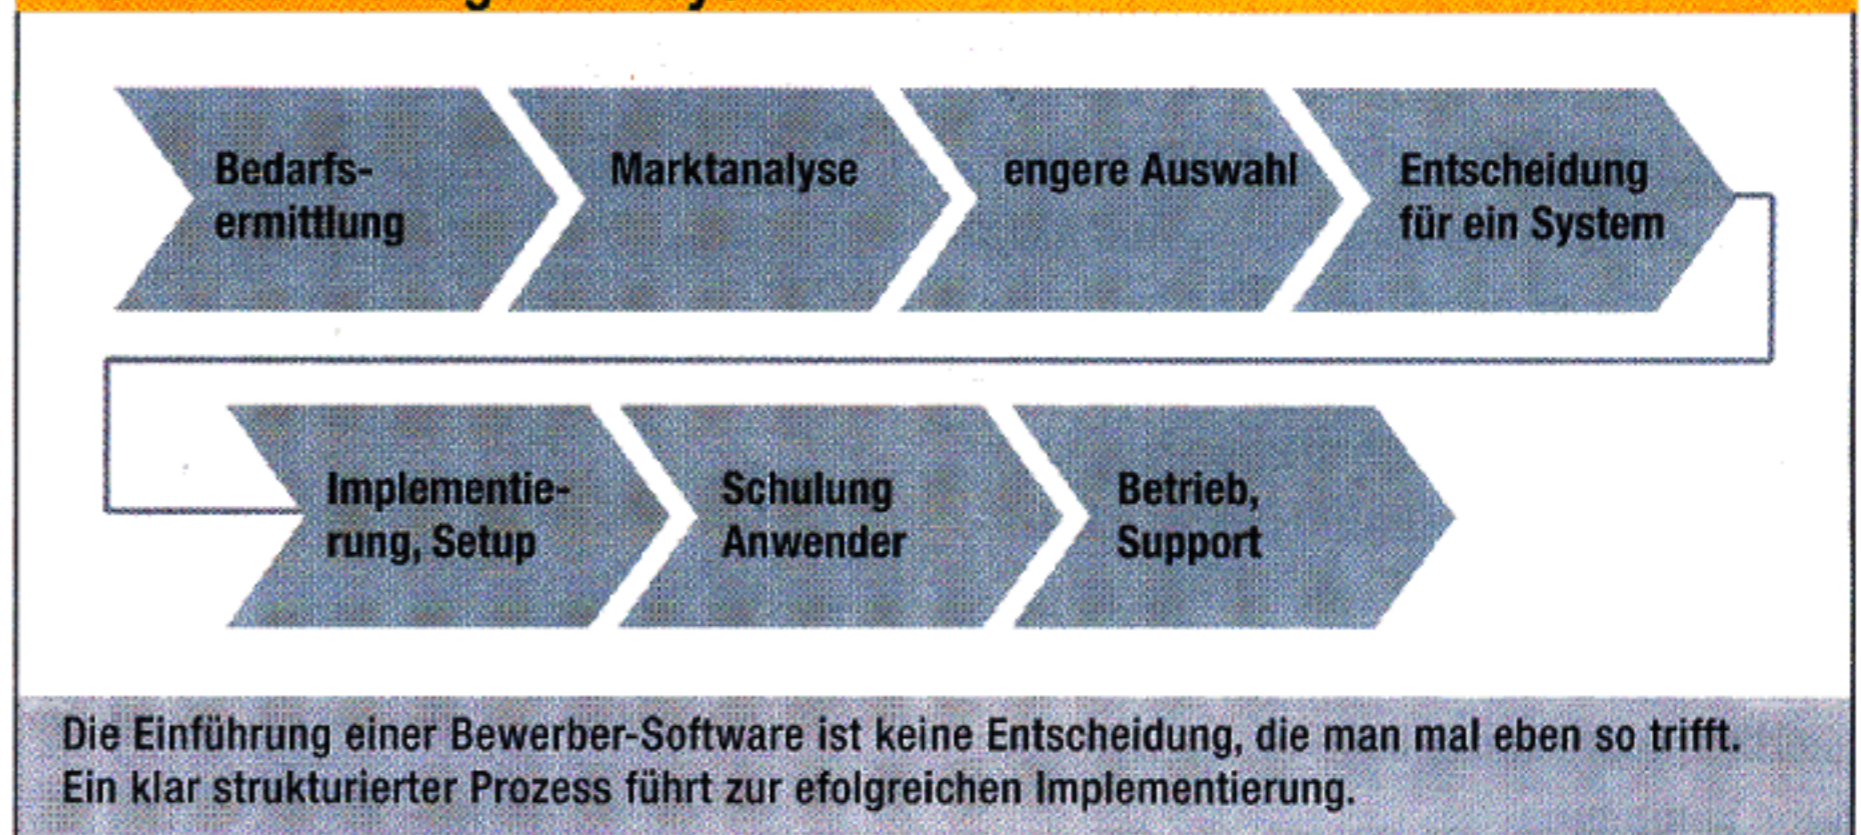 Bedarfs-
ermittlung
Marktanalyse
engere Auswahl
Entscheidung
für ein System
Implementie-
rung, Setup
Schulung
Anwender
Betrieb,
Support
Die Einführung einer Bewerber-Software ist keine Entscheidung, die man mal eben so trifft.
Ein klar strukturierter Prozess führt zur efolgreichen Implementierung.